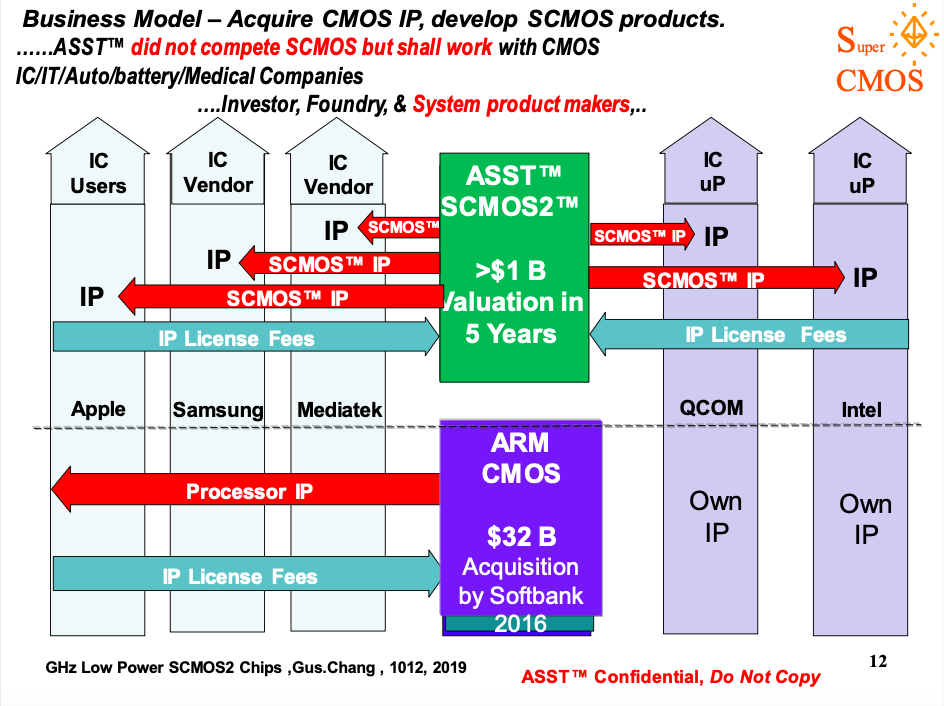 Business Model – Acquire CMOS IP, develop SCMOS products.
……ASST™ did not compete SCMOS but shall work with CMOS
IC/IT/Auto/battery/Medical Companies
….Investor, Foundry, & System product makers,..
Super
CMOS
IC
Users
IC
Vendor
IC
Vendor
ASST™
SCMOS2™
>$1 B
Valuation in
5 Years
IC
uP
IC
uP
IP
SCMOS™
SCMOS™ IP
IP
IP
SCMOS™ IP
SCMOS™ IP
IP
IP
SCMOS™ IP
IP License Fees
IP License Fees
Apple
Samsung
Mediatek
QCOM
Intel
ARM
CMOS
$32 B
Acquisition
by Softbank
2016
Processor IP
IP License Fees
Own
IP
Own
IP
GHz Low Power SCMOS2 Chips ,Gus.Chang , 1012, 2019
ASST™ Confidential, Do Not Copy
12